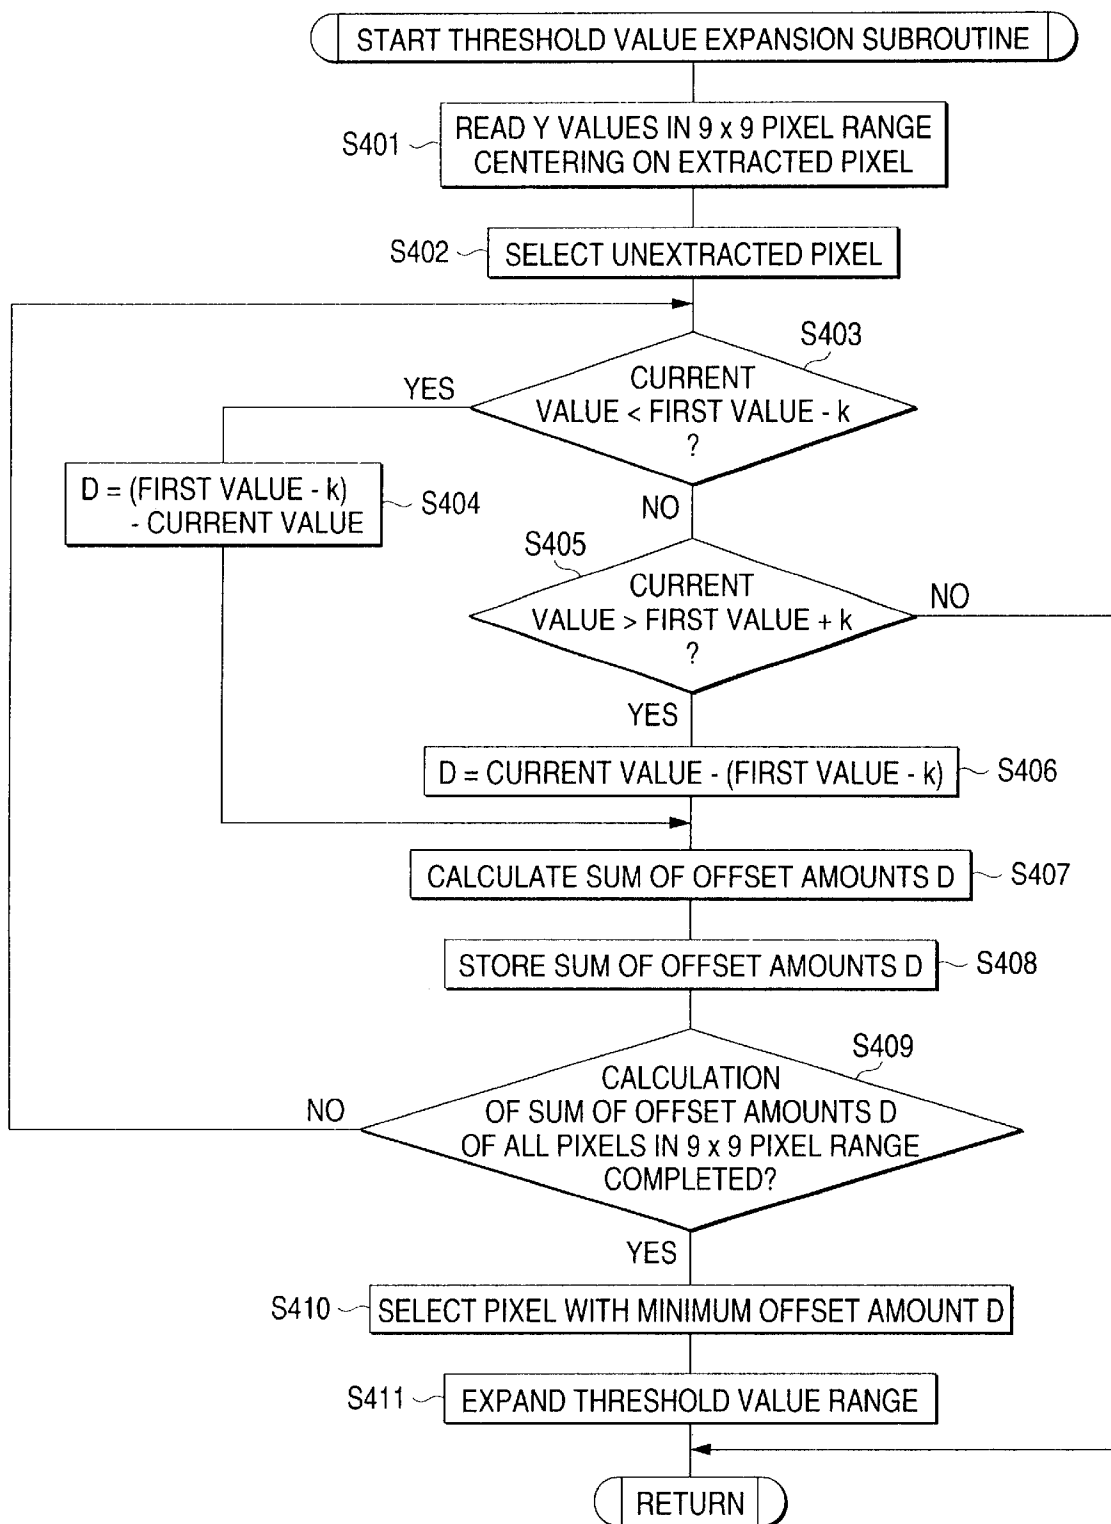 START THRESHOLD VALUE EXPANSION SUBROUTINE
S401
READ Y VALUES IN 9 x 9 PIXEL RANGE
CENTERING ON EXTRACTED PIXEL
S402
SELECT UNEXTRACTED PIXEL
S403
CURRENT
VALUE < FIRST VALUE - k
?
YES
NO
D = (FIRST VALUE - k)
- CURRENT VALUE
S404
S405
CURRENT
VALUE > FIRST VALUE + k
?
NO
YES
D = CURRENT VALUE - (FIRST VALUE - k)
S406
CALCULATE SUM OF OFFSET AMOUNTS D
S407
STORE SUM OF OFFSET AMOUNTS D
S408
S409
CALCULATION
OF SUM OF OFFSET AMOUNTS D
OF ALL PIXELS IN 9 x 9 PIXEL RANGE
COMPLETED?
NO
YES
S410
SELECT PIXEL WITH MINIMUM OFFSET AMOUNT D
S411
EXPAND THRESHOLD VALUE RANGE
RETURN